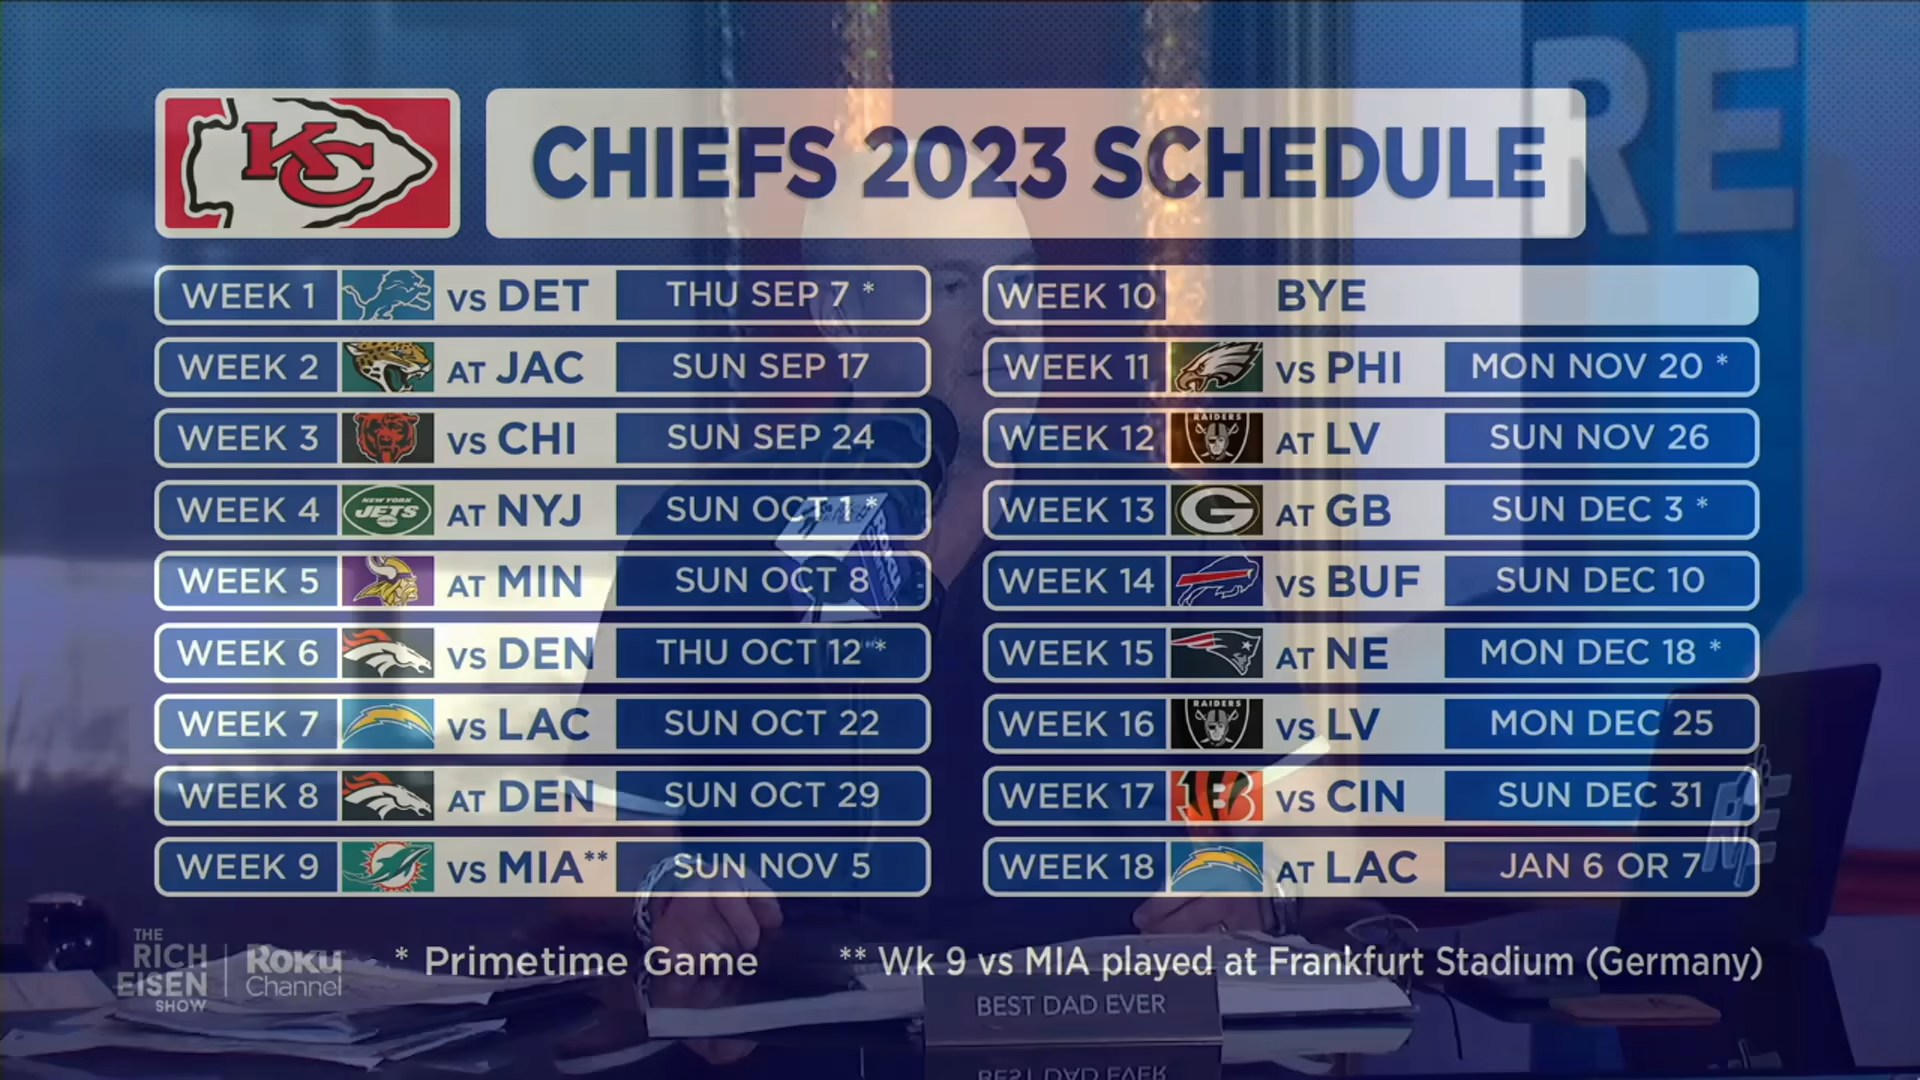 RE
KC
CHIEFS 2023 SCHEDULE
WEEK 1 VS DET THU SEP 7 *
WEEK 2 AT JAC SUN SEP 17
WEEK 3 VS CHI SUN SEP 24
WEEK 4 NEW YORK JETS AT NYJ SUN OCT 1 *
WEEK 5 AT MIN SUN OCT 8
WEEK 6 VS DEN THU OCT 12 *
WEEK 7 VS LAC SUN OCT 22
WEEK 8 AT DEN SUN OCT 29
WEEK 9 VS MIA** SUN NOV 5
WEEK 10 BYE
WEEK 11 VS PHI MON NOV 20 *
WEEK 12 RAIDERS AT LV SUN NOV 26
WEEK 13 G AT GB SUN DEC 3 *
WEEK 14 VS BUF SUN DEC 10
WEEK 15 AT NE MON DEC 18 *
WEEK 16 RAIDERS VS LV MON DEC 25
WEEK 17 B VS CIN SUN DEC 31
WEEK 18 AT LAC JAN 6 OR 7
THE
RICH
EISEN
SHOW
Roku
Channel
* Primetime Game
** Wk 9 vs MIA played at Frankfurt Stadium (Germany)
BEST DAD EVER